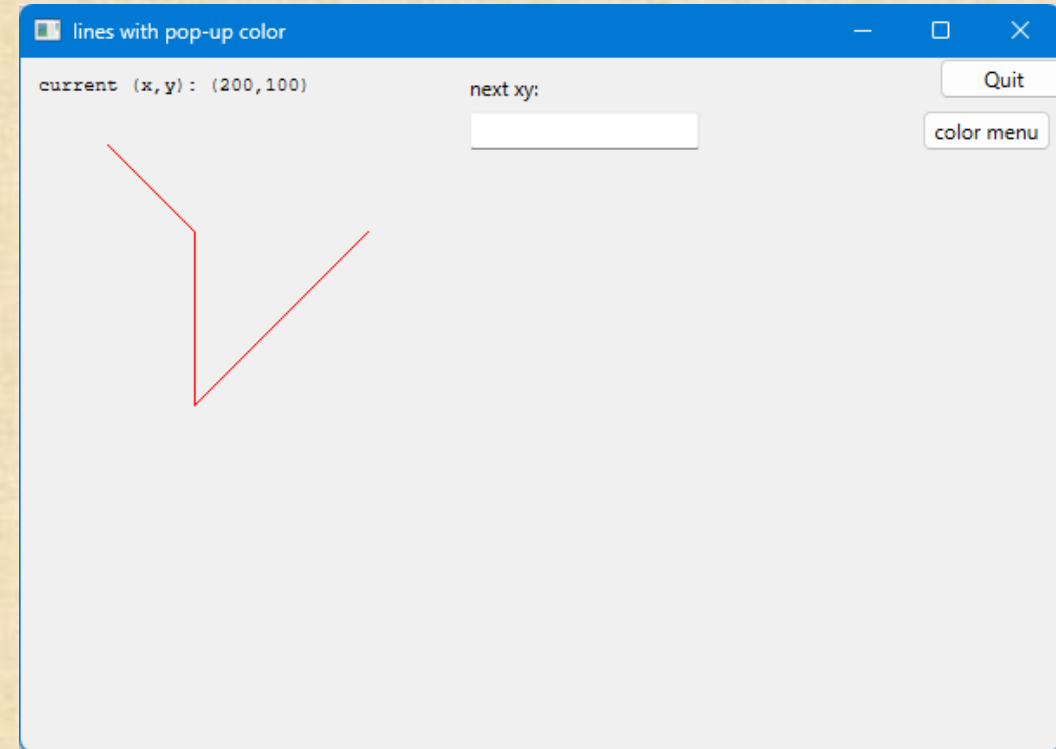 lines with pop-up color
current (x,y): (200,100)
next xy:
Quit
color menu